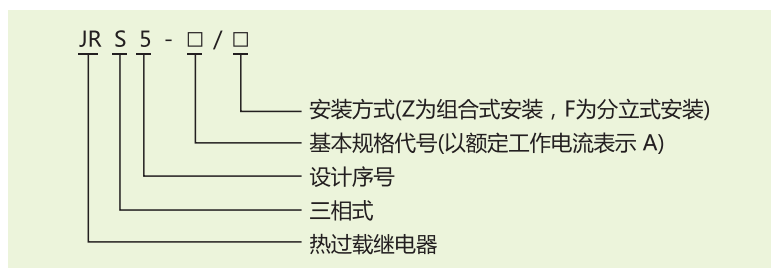 JR S 5 - □ / □
安装方式(Z为组合式安装，F为分立式安装)
基本规格代号(以额定工作电流表示 A)
设计序号
三相式
热过载继电器